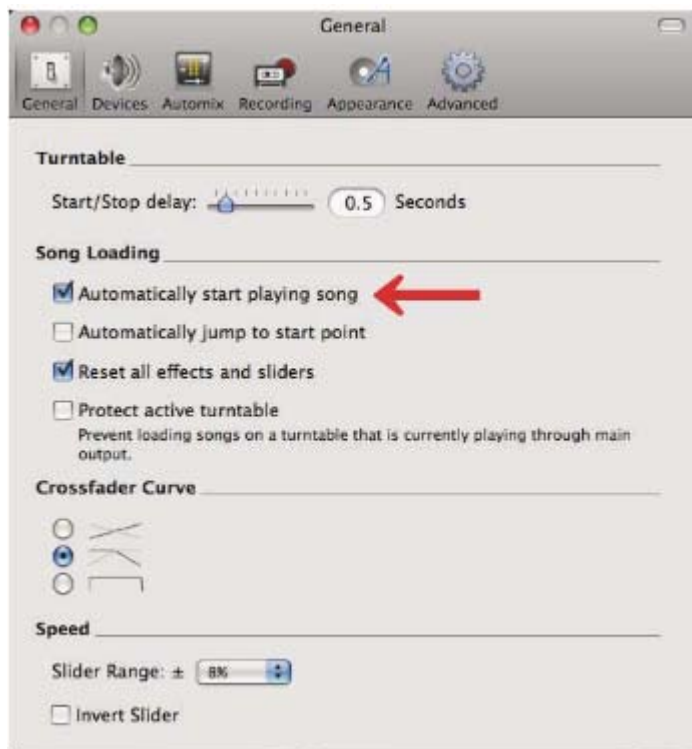 General
General Devices Automix Recording Appearance Advanced
Turntable
Start/Stop delay: 0.5 Seconds
Song Loading
Automatically start playing song
Automatically jump to start point
Reset all effects and sliders
Protect active turntable
Prevent loading songs on a turntable that is currently playing through main
output.
Crossfader Curve
Speed
Slider Range: ± 8%
Invert Slider